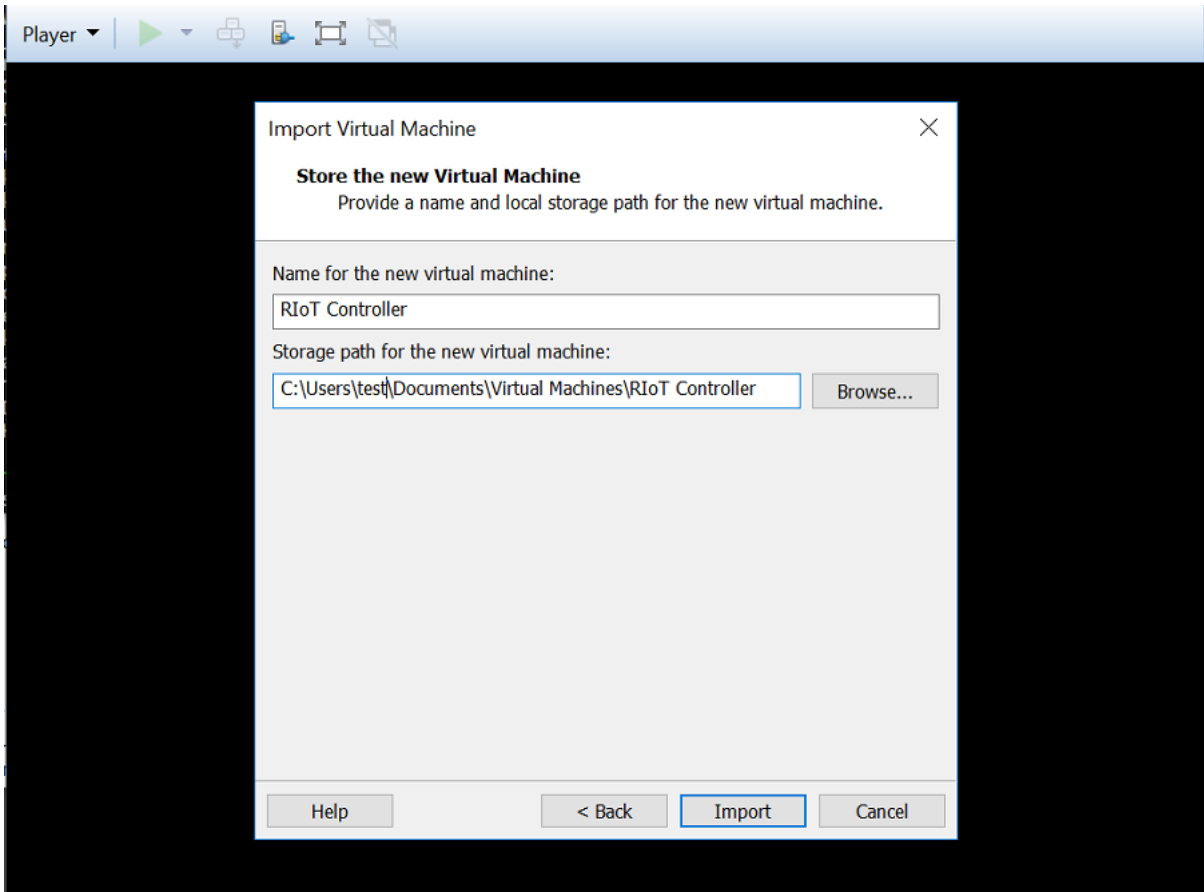 Player
Import Virtual Machine
Store the new Virtual Machine
Provide a name and local storage path for the new virtual machine.
Name for the new virtual machine:
RIoT Controller
Storage path for the new virtual machine:
C:\Users\test\Documents\Virtual Machines\RIoT Controller
Browse...
Help
< Back
Import
Cancel